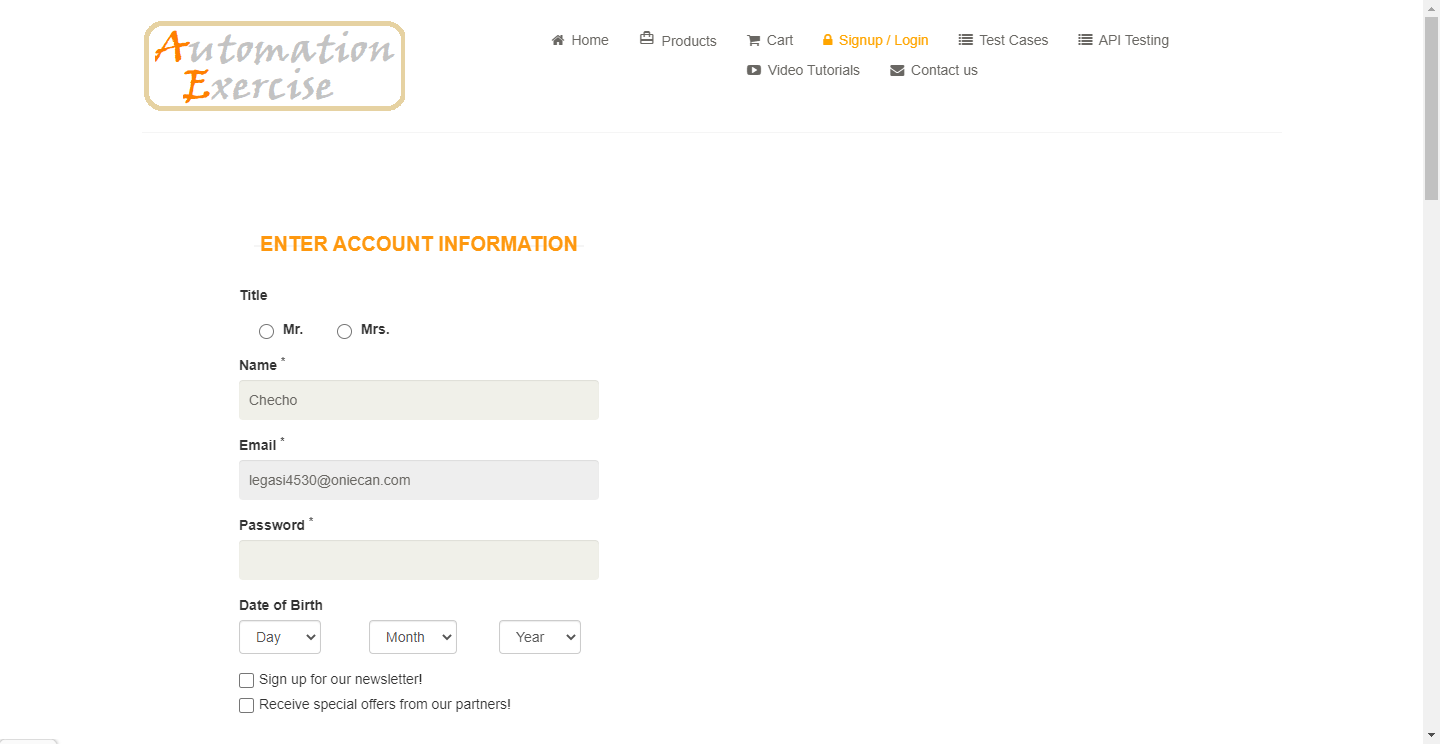 Automation
Exercise
Home Products Cart Signup / Login Test Cases API Testing
Video Tutorials Contact us
ENTER ACCOUNT INFORMATION
Title
Mr. Mrs.
Name *
Checho
Email *
legasi4530@oniecan.com
Password *
Date of Birth
Day Month Year
Sign up for our newsletter!
Receive special offers from our partners!